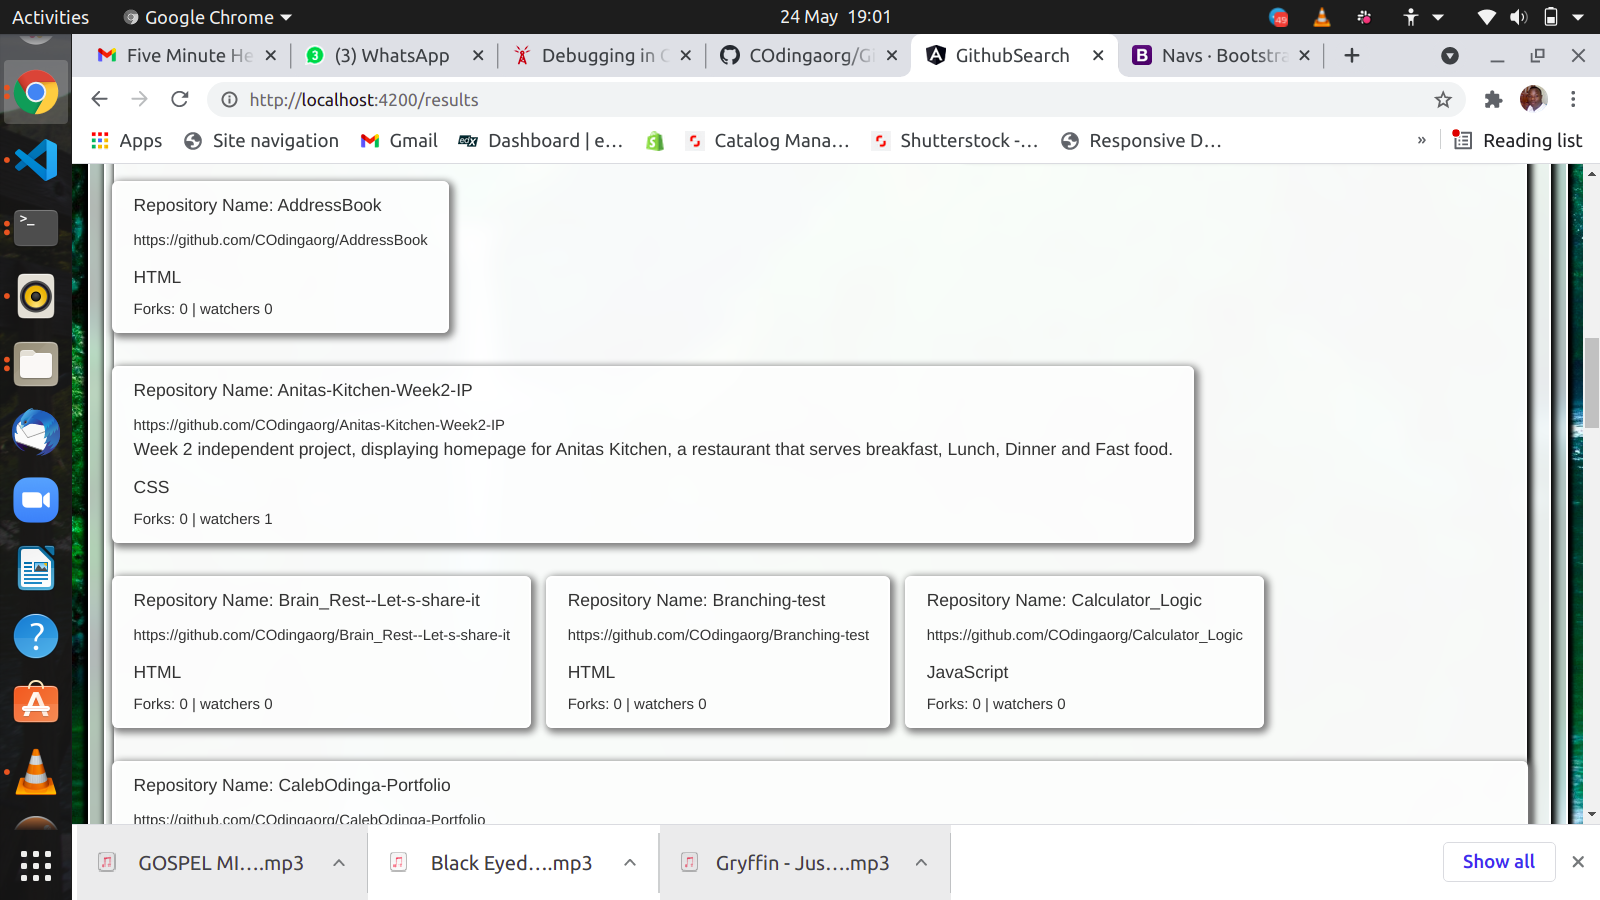 Activities
Google Chrome
24 May 19:01
49
Five Minute He
(3) WhatsApp
Debugging in C
COdingaorg/Gi
GithubSearch
Navs · Bootstra
http://localhost:4200/results
Apps
Site navigation
Gmail
Dashboard | e...
Catalog Mana...
Shutterstock -...
Responsive D...
»
Reading list
Repository Name: AddressBook
https://github.com/COdingaorg/AddressBook
HTML
Forks: 0 | watchers 0
Repository Name: Anitas-Kitchen-Week2-IP
https://github.com/COdingaorg/Anitas-Kitchen-Week2-IP
Week 2 independent project, displaying homepage for Anitas Kitchen, a restaurant that serves breakfast, Lunch, Dinner and Fast food.
CSS
Forks: 0 | watchers 1
Repository Name: Brain_Rest--Let-s-share-it
https://github.com/COdingaorg/Brain_Rest--Let-s-share-it
HTML
Forks: 0 | watchers 0
Repository Name: Branching-test
https://github.com/COdingaorg/Branching-test
HTML
Forks: 0 | watchers 0
Repository Name: Calculator_Logic
https://github.com/COdingaorg/Calculator_Logic
JavaScript
Forks: 0 | watchers 0
Repository Name: CalebOdinga-Portfolio
https://github.com/COdingaorg/CalebOdinga-Portfolio
GOSPEL MI....mp3
Black Eyed....mp3
Gryffin - Jus....mp3
Show all